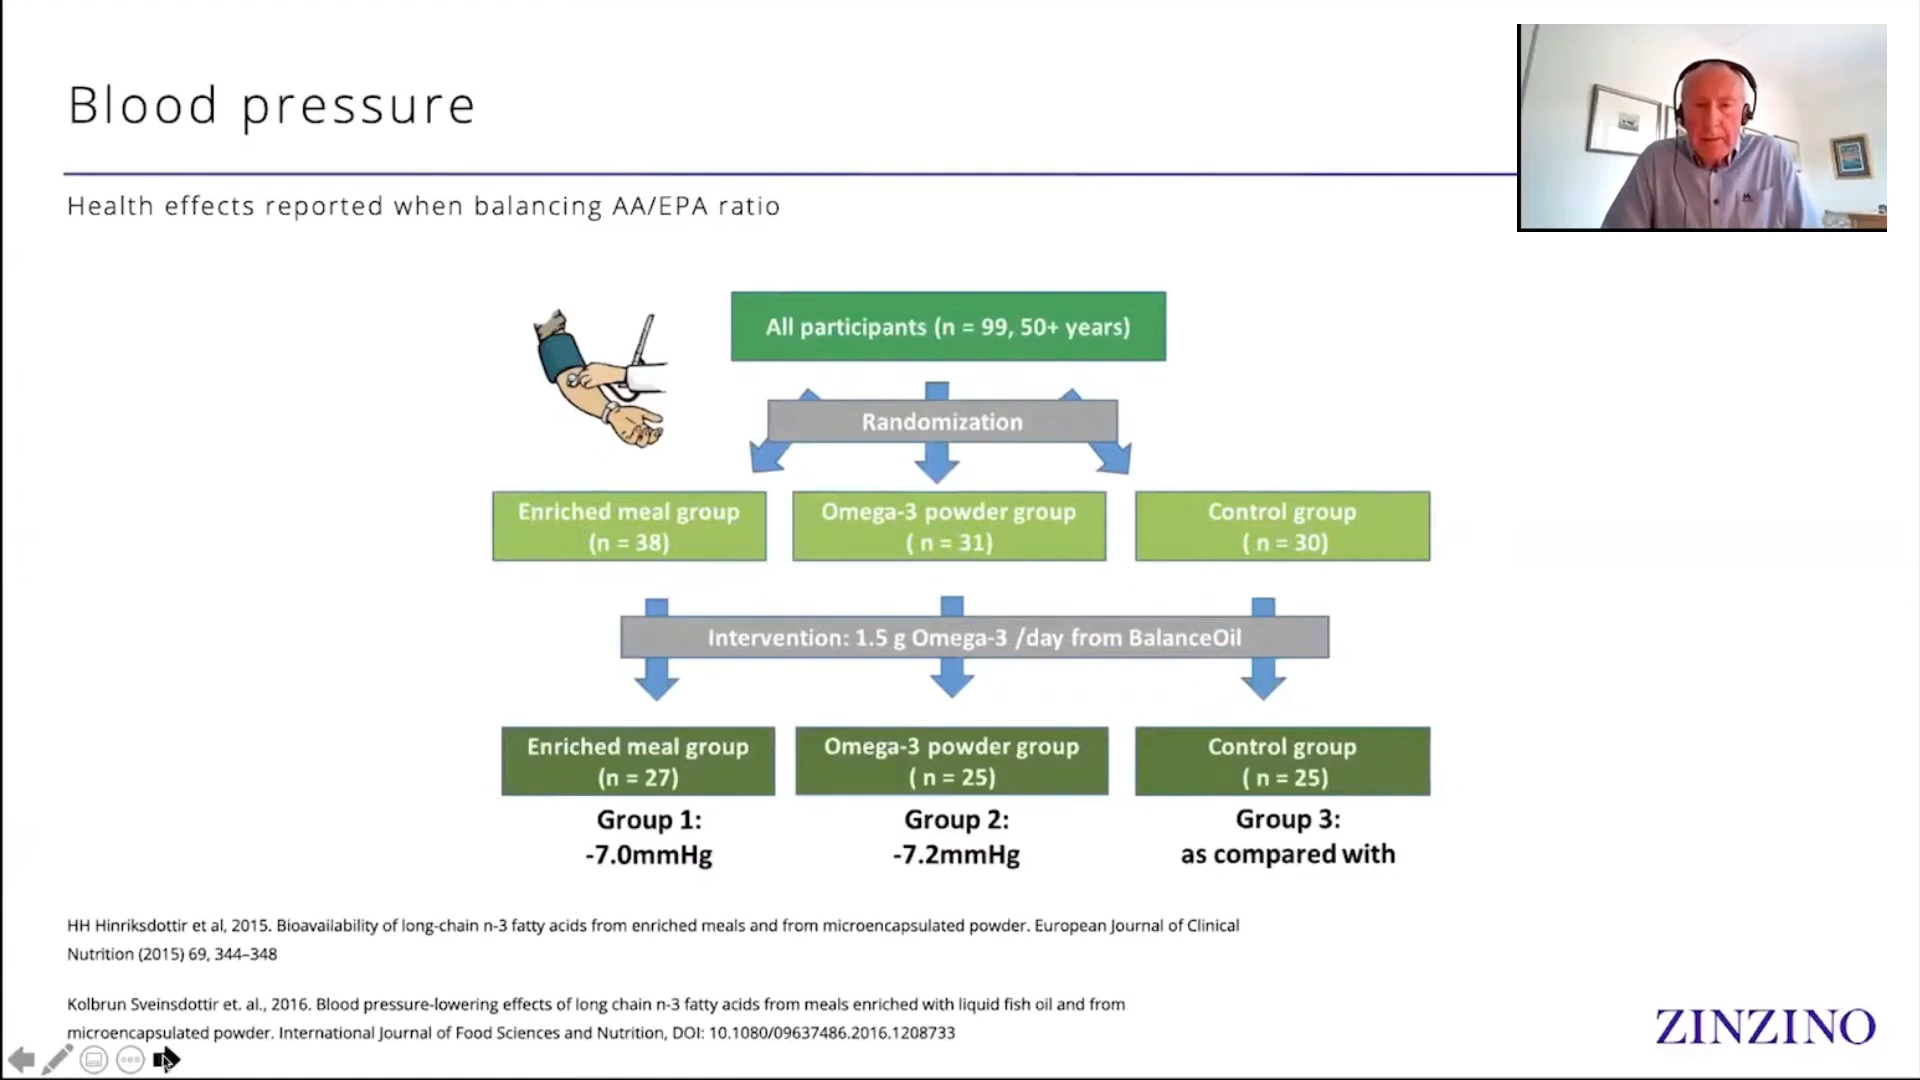 Blood pressure
Health effects reported when balancing AA/EPA ratio
All participants (n = 99, 50+ years)
Randomization
Enriched meal group
(n = 38)
Omega-3 powder group
( n = 31)
Control group
( n = 30)
Intervention: 1.5 g Omega-3 /day from BalanceOil
Enriched meal group
(n = 27)
Omega-3 powder group
( n = 25)
Control group
( n = 25)
Group 1:
-7.0mmHg
Group 2:
-7.2mmHg
Group 3:
as compared with
HH Hinriksdottir et al, 2015. Bioavailability of long-chain n-3 fatty acids from enriched meals and from microencapsulated powder. European Journal of Clinical
Nutrition (2015) 69, 344–348
Kolbrun Sveinsdottir et. al., 2016. Blood pressure-lowering effects of long chain n-3 fatty acids from meals enriched with liquid fish oil and from
microencapsulated powder. International Journal of Food Sciences and Nutrition, DOI: 10.1080/09637486.2016.1208733
ZINZINO